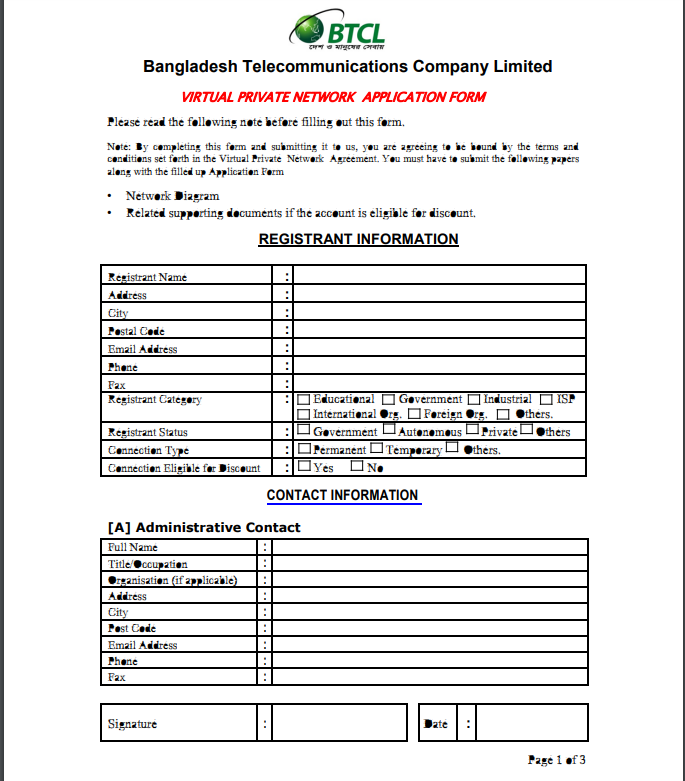 BTCL
দেশ ও মানুষের সেবায়
Bangladesh Telecommunications Company Limited
VIRTUAL PRIVATE NETWORK APPLICATION FORM
Please read the following note before filling out this form.
Note: By completing this form and submitting it to us, you are agreeing to be bound by the terms and
conditions set forth in the Virtual Private Network Agreement. You must have to submit the following papers
along with the filled up Application Form
• Network Diagram
• Related supporting documents if the account is eligible for discount.
REGISTRANT INFORMATION
Registrant Name :
Address :
City :
Postal Code :
Email Address :
Phone :
Fax :
Registrant Category : Educational Government Industrial ISP
International Org. Foreign Org. Others.
Registrant Status : Government Autonomous Private Others
Connection Type : Permanent Temporary Others.
Connection Eligible for Discount : Yes No
CONTACT INFORMATION
[A] Administrative Contact
Full Name :
Title/Occupation :
Organisation (if applicable) :
Address :
City :
Post Code :
Email Address :
Phone :
Fax :
Signature : Date :
Page 1 of 3